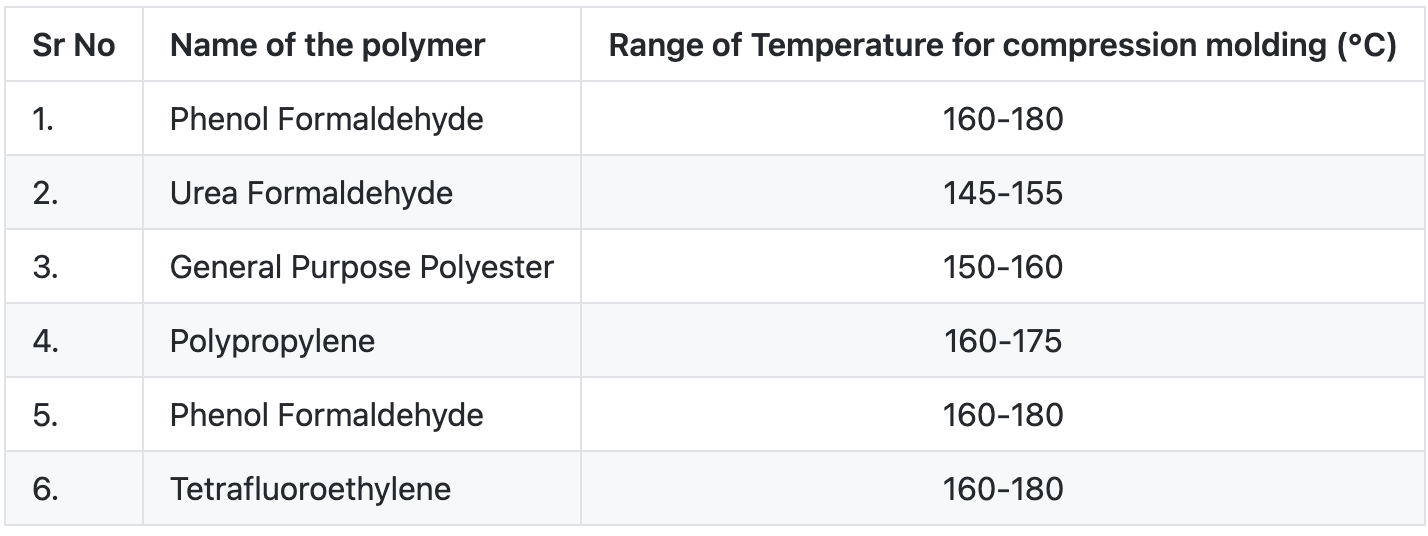 Sr No Name of the polymer Range of Temperature for compression molding (°C)
1. Phenol Formaldehyde 160-180
2. Urea Formaldehyde 145-155
3. General Purpose Polyester 150-160
4. Polypropylene 160-175
5. Phenol Formaldehyde 160-180
6. Tetrafluoroethylene 160-180